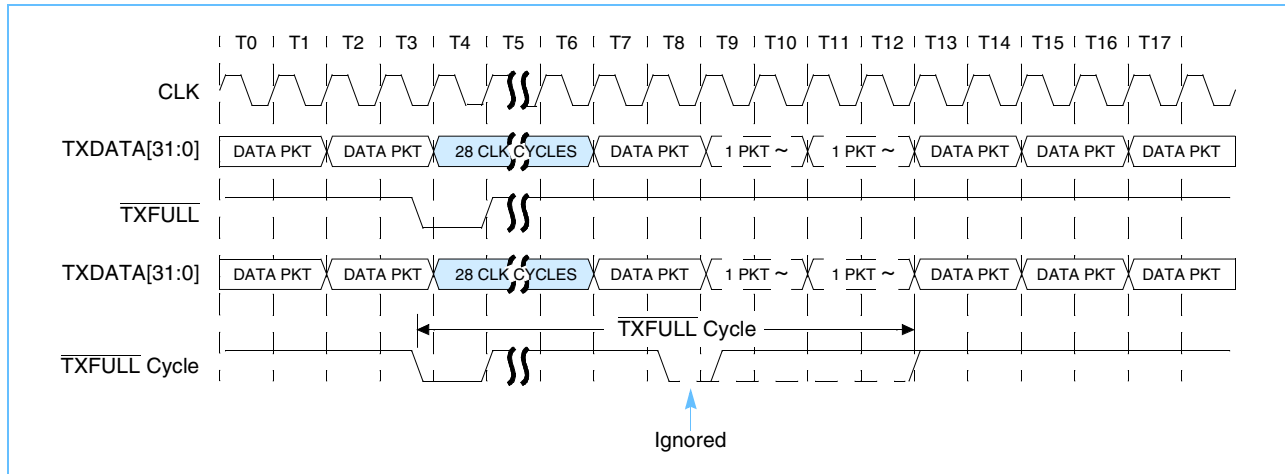 T0 T1 T2 T3 T4 T5 T6 T7 T8 T9 T10 T11 T12 T13 T14 T15 T16 T17
CLK
TXDATA[31:0] DATA PKT DATA PKT 28 CLK CYCLES DATA PKT 1 PKT ~ 1 PKT ~ DATA PKT DATA PKT DATA PKT
TXFULL
TXDATA[31:0] DATA PKT DATA PKT 28 CLK CYCLES DATA PKT 1 PKT ~ 1 PKT ~ DATA PKT DATA PKT DATA PKT
TXFULL Cycle
TXFULL Cycle
Ignored